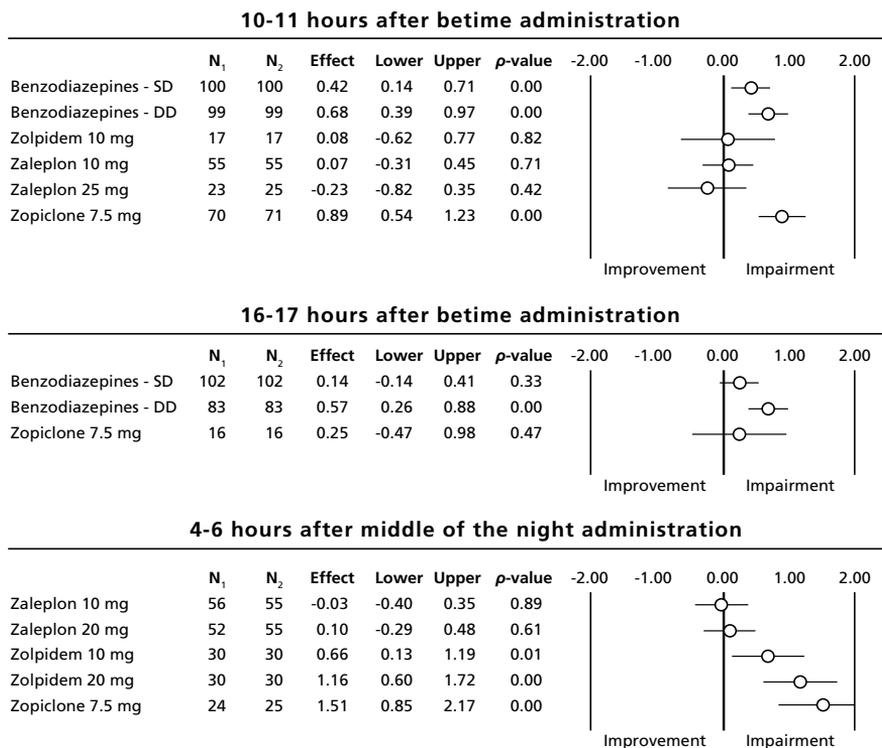 10-11 hours after betime administration
N1 N2 Effect Lower Upper ρ-value -2.00 -1.00 0.00 1.00 2.00
Benzodiazepines - SD 100 100 0.42 0.14 0.71 0.00
Benzodiazepines - DD 99 99 0.68 0.39 0.97 0.00
Zolpidem 10 mg 17 17 0.08 -0.62 0.77 0.82
Zaleplon 10 mg 55 55 0.07 -0.31 0.45 0.71
Zaleplon 25 mg 23 25 -0.23 -0.82 0.35 0.42
Zopiclone 7.5 mg 70 71 0.89 0.54 1.23 0.00
Improvement Impairment
16-17 hours after betime administration
N1 N2 Effect Lower Upper ρ-value -2.00 -1.00 0.00 1.00 2.00
Benzodiazepines - SD 102 102 0.14 -0.14 0.41 0.33
Benzodiazepines - DD 83 83 0.57 0.26 0.88 0.00
Zopiclone 7.5 mg 16 16 0.25 -0.47 0.98 0.47
Improvement Impairment
4-6 hours after middle of the night administration
N1 N2 Effect Lower Upper ρ-value -2.00 -1.00 0.00 1.00 2.00
Zaleplon 10 mg 56 55 -0.03 -0.40 0.35 0.89
Zaleplon 20 mg 52 55 0.10 -0.29 0.48 0.61
Zolpidem 10 mg 30 30 0.66 0.13 1.19 0.01
Zolpidem 20 mg 30 30 1.16 0.60 1.72 0.00
Zopiclone 7.5 mg 24 25 1.51 0.85 2.17 0.00
Improvement Impairment